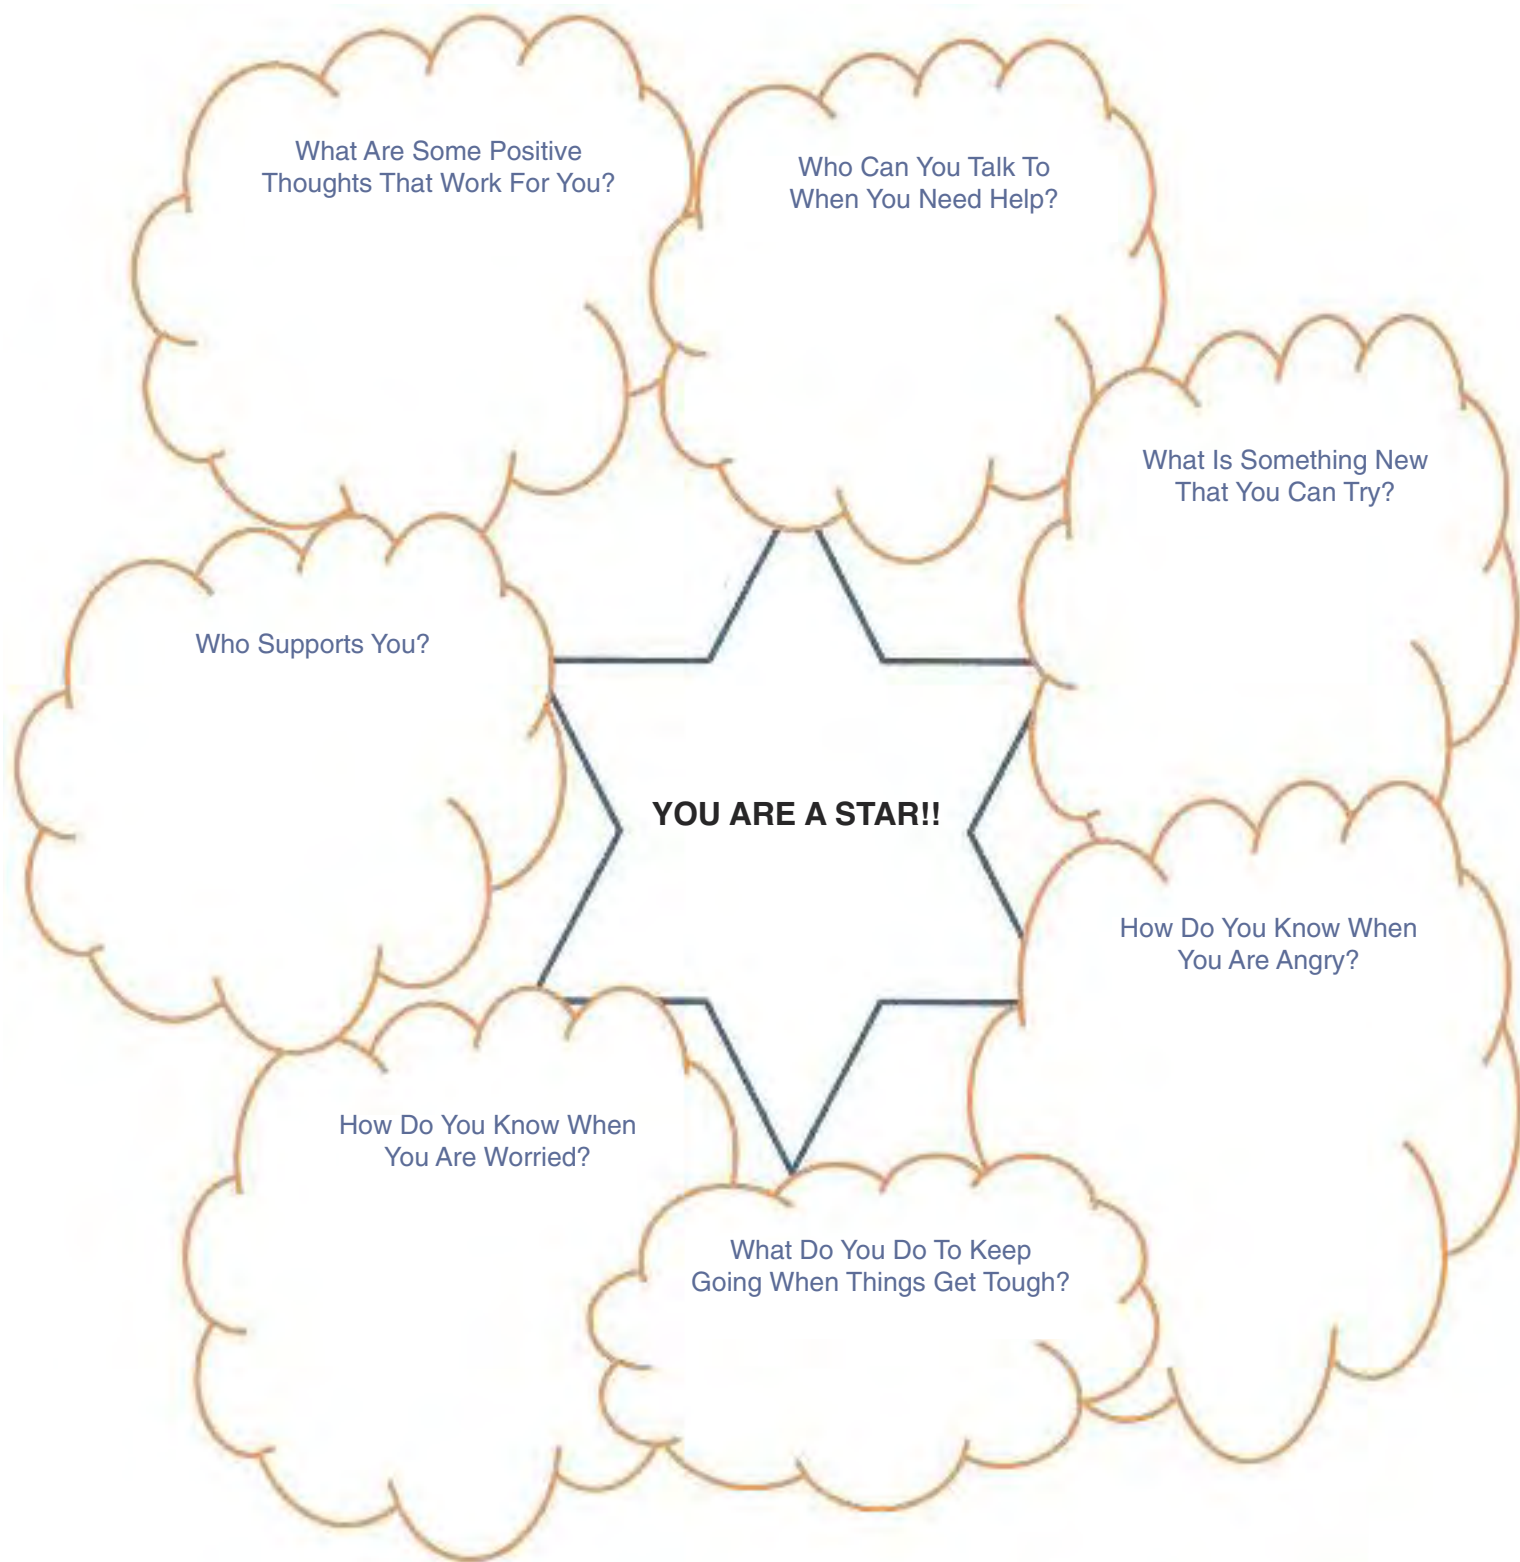 What Are Some Positive
Thoughts That Work For You?
Who Can You Talk To
When You Need Help?
What Is Something New
That You Can Try?
Who Supports You?
YOU ARE A STAR!!
How Do You Know When
You Are Angry?
How Do You Know When
You Are Worried?
What Do You Do To Keep
Going When Things Get Tough?